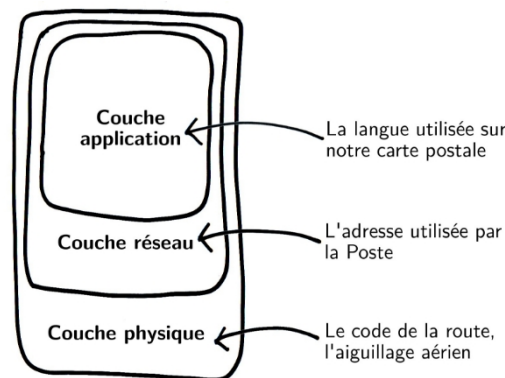 Couche
application
La langue utilisée sur
notre carte postale
Couche réseau
L'adresse utilisée par
la Poste
Couche physique
Le code de la route,
l'aiguillage aérien